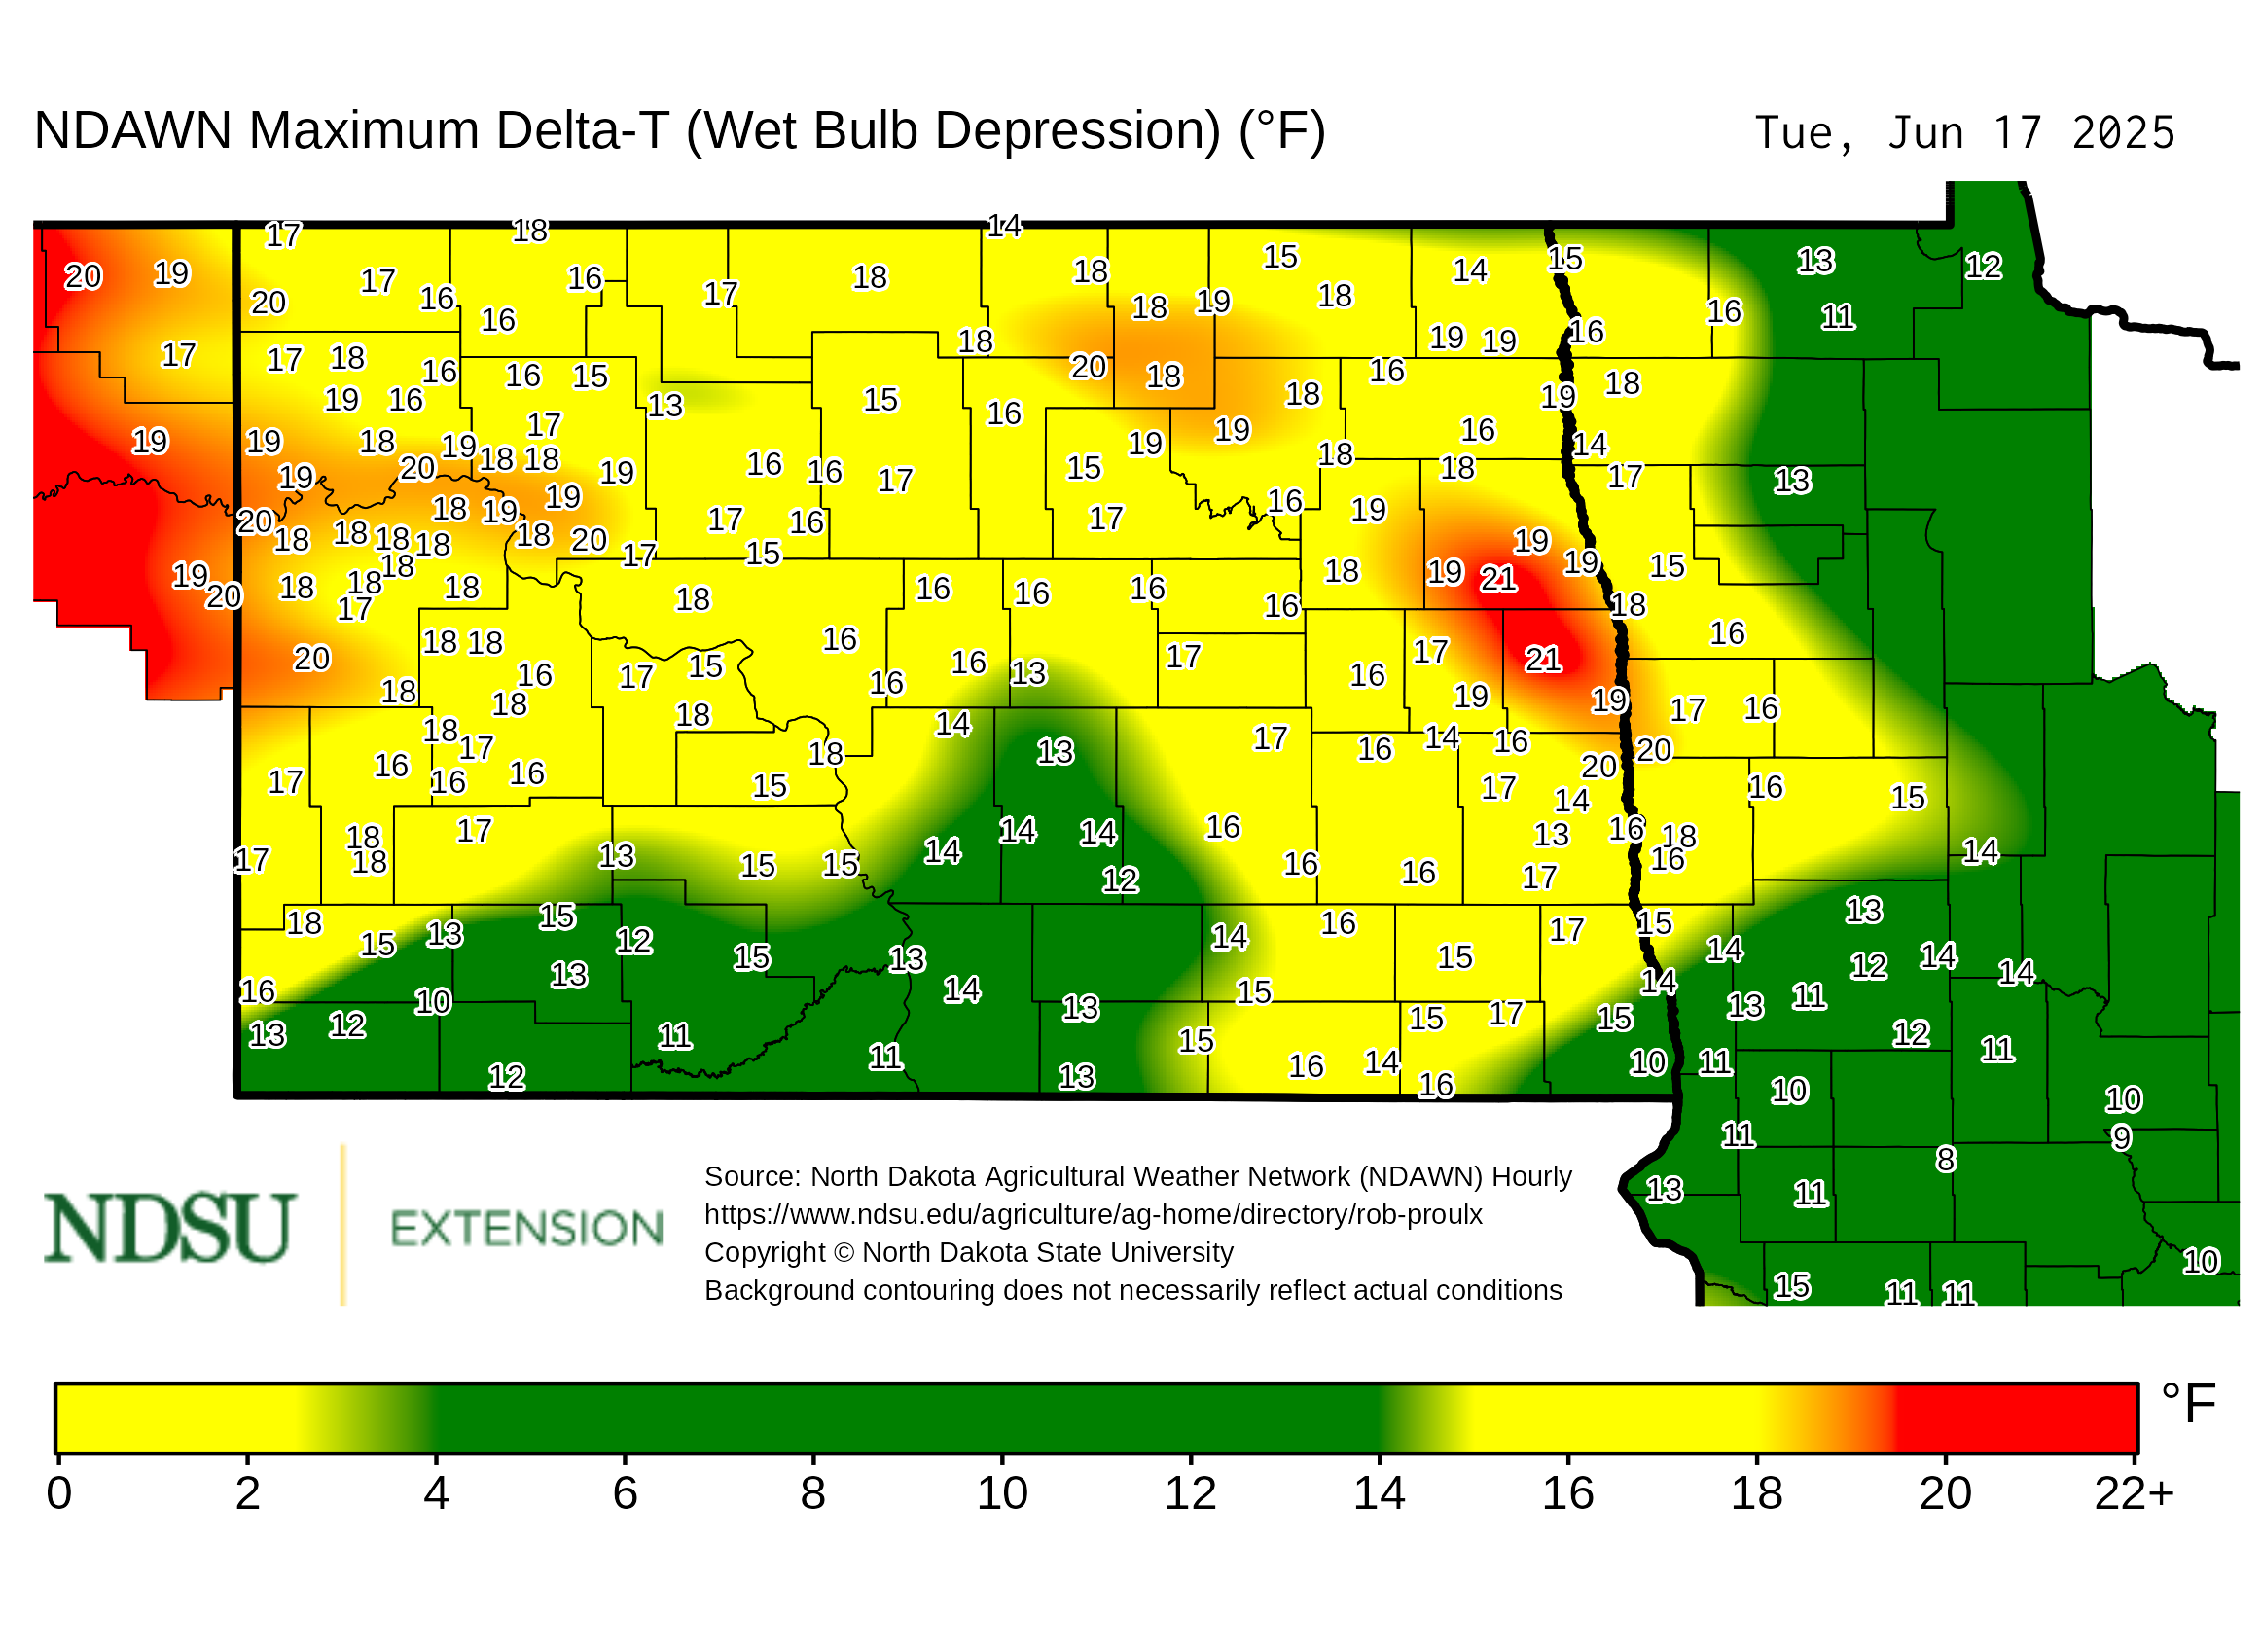 NDAWN Maximum Delta-T (Wet Bulb Depression) (°F)
Tue, Jun 17 2025
17 18 14
20 19 17 16 17 18 18 15 18 14 15 13 12
20 16 16 18 19 16 11
17 17 18 16 16 15 18 20 18 19 19 16
19 16 13 15 16 18 16 19 18
19 19 18 19 17 19 19 18 16 14
19 20 18 18 19 16 16 17 15 18 17 13
20 18 19 19 17 16 17 16 19
18 18 18 18 18 20 17 15 19 19 15
19 20 18 18 18 17 18 18 16 16 16 16 18 19 21 18
20 18 18 16 17 15 16 16 13 17 16 17 21 16
18 18 18 18 16 14 19 19 17 16
18 17 18 13 17 16 14 16 20 20
17 16 16 16 15 17 14 16 15
17 18 18 17 13 15 15 14 14 14 16 13 16 18 16 14
12 16 16 17
18 15 13 15 12 15 13 14 16 15 17 15 14 13 12 14 14
16 10 13 14 13 15 15 17 15 14 13 11 12
13 12 12 11 11 13 15 16 14 16 10 11 10 11 10
11 9 8
13 11
10
15 11 11
NDSU
EXTENSION
Source: North Dakota Agricultural Weather Network (NDAWN) Hourly
https://www.ndsu.edu/agriculture/ag-home/directory/rob-proulx
Copyright © North Dakota State University
Background contouring does not necessarily reflect actual conditions
°F
0 2 4 6 8 10 12 14 16 18 20 22+